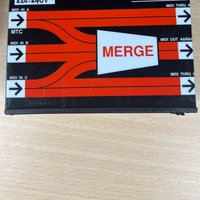 220/240V
MIDI IN A
MIDI THRU A
MTC
MIDI IN B
MIDI OUT A&B
MERGE
MIDI IN B
MIDI THRU B